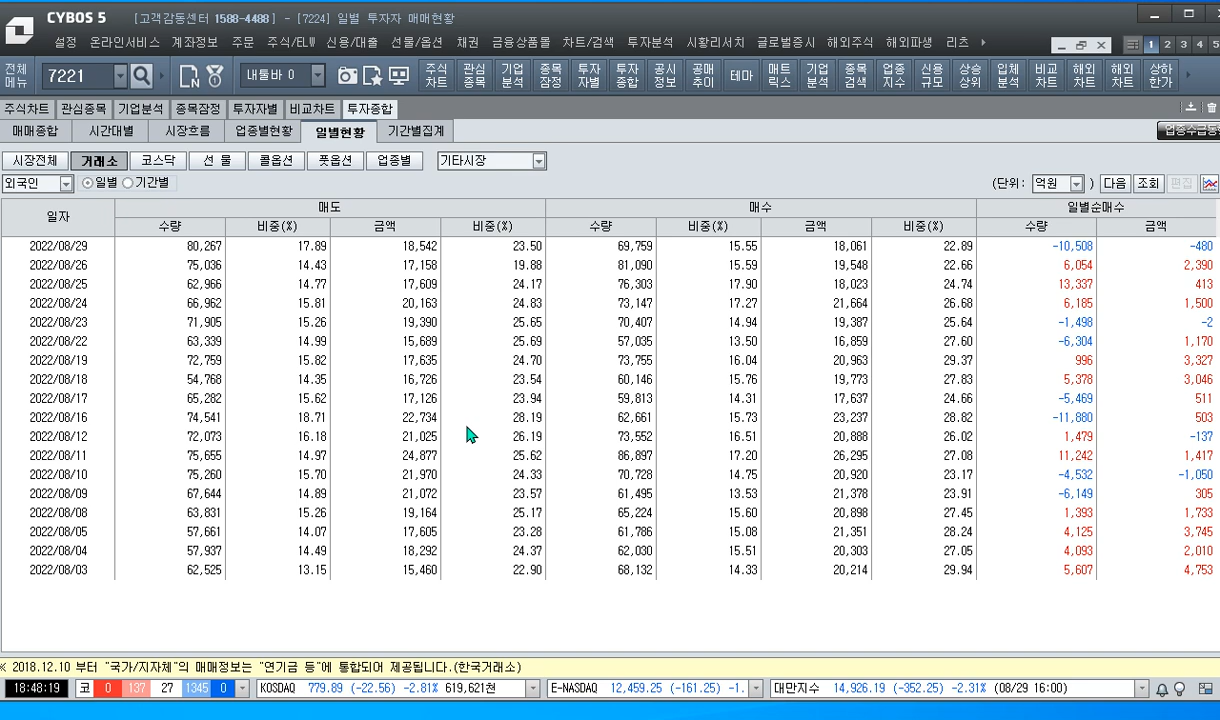 CYBOS 5 [고객감동센터 1588-4488] - [7224] 일별 투자자 매매현황
설정 온라인서비스 계좌정보 주문 주식/ELW 신용/대출 선물/옵션 채권 금융상품몰 차트/검색 투자분석 시황리서치 글로벌증시 해외주식 해외파생 리츠 1 2 3 4 5
전체메뉴 7221 내툴바 0 주식차트 관심종목 기업분석 종목잠정 투자자별 투자종합 공시정보 공매추이 테마 매트릭스 기업분석 종목검색 업종지수 신용규모 상승상위 입체분석 비교차트 해외차트 해외차트 상하한가
주식차트 관심종목 기업분석 종목잠정 투자자별 비교차트 투자종합
매매종합 시간대별 시장흐름 업종별현황 일별현황 기간별집계 업종수급동
시장전체 거래소 코스닥 선 물 콜옵션 풋옵션 업종별 기타시장
외국인 일별 기간별 (단위: 억원 ) 다음 조회 편집
일자 매도 매수 일별순매수
수량 비중(%) 금액 비중(%) 수량 비중(%) 금액 비중(%) 수량 금액
2022/08/29 80,267 17.89 18,542 23.50 69,759 15.55 18,061 22.89 -10,508 -480
2022/08/26 75,036 14.43 17,158 19.88 81,090 15.59 19,548 22.66 6,054 2,390
2022/08/25 62,966 14.77 17,609 24.17 76,303 17.90 18,023 24.74 13,337 413
2022/08/24 66,962 15.81 20,163 24.83 73,147 17.27 21,664 26.68 6,185 1,500
2022/08/23 71,905 15.26 19,390 25.65 70,407 14.94 19,387 25.64 -1,498 -2
2022/08/22 63,339 14.99 15,689 25.69 57,035 13.50 16,859 27.60 -6,304 1,170
2022/08/19 72,759 15.82 17,635 24.70 73,755 16.04 20,963 29.37 996 3,327
2022/08/18 54,768 14.35 16,726 23.54 60,146 15.76 19,773 27.83 5,378 3,046
2022/08/17 65,282 15.62 17,126 23.94 59,813 14.31 17,637 24.66 -5,469 511
2022/08/16 74,541 18.71 22,734 28.19 62,661 15.73 23,237 28.82 -11,880 503
2022/08/12 72,073 16.18 21,025 26.19 73,552 16.51 20,888 26.02 1,479 -137
2022/08/11 75,655 14.97 24,877 25.62 86,897 17.20 26,295 27.08 11,242 1,417
2022/08/10 75,260 15.70 21,970 24.33 70,728 14.75 20,920 23.17 -4,532 -1,050
2022/08/09 67,644 14.89 21,072 23.57 61,495 13.53 21,378 23.91 -6,149 305
2022/08/08 63,831 15.26 19,164 25.17 65,224 15.60 20,898 27.45 1,393 1,733
2022/08/05 57,661 14.07 17,605 23.28 61,786 15.08 21,351 28.24 4,125 3,745
2022/08/04 57,937 14.49 18,292 24.37 62,030 15.51 20,303 27.05 4,093 2,010
2022/08/03 62,525 13.15 15,460 22.90 68,132 14.33 20,214 29.94 5,607 4,753
※ 2018.12.10 부터 "국가/지자체"의 매매정보는 "연기금 등"에 통합되어 제공됩니다.(한국거래소)
18:48:19 코 0 137 27 1345 0 KOSDAQ 779.89 (-22.56) -2.81% 619,621천 E-NASDAQ 12,459.25 (-161.25) -1. 대만지수 14,926.19 (-352.25) -2.31% (08/29 16:00)